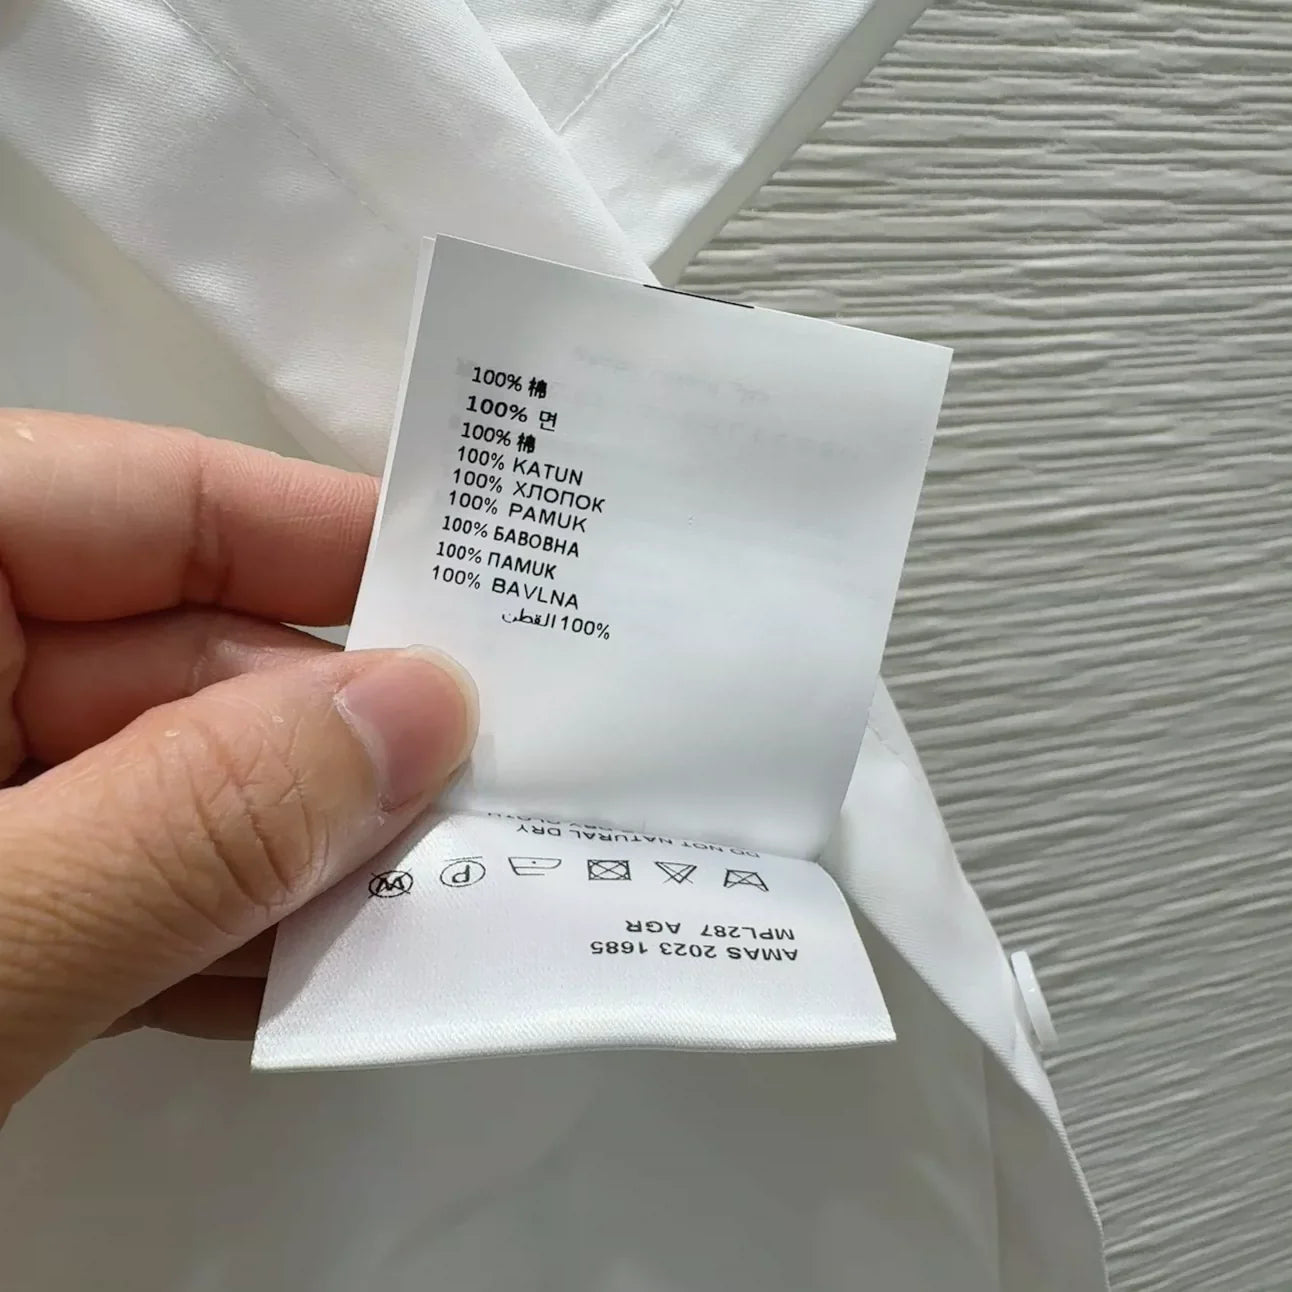 100% 棉
100% 면
100% 棉
100% KATUN
100% ХЛОПОК
100% PAMUK
100% БАВОВНА
100% ПАМUK
100% BAVLNA
100% القطن
AMAS 2023 1685
MPL287 AGR
DO NOT NATURAL DRY